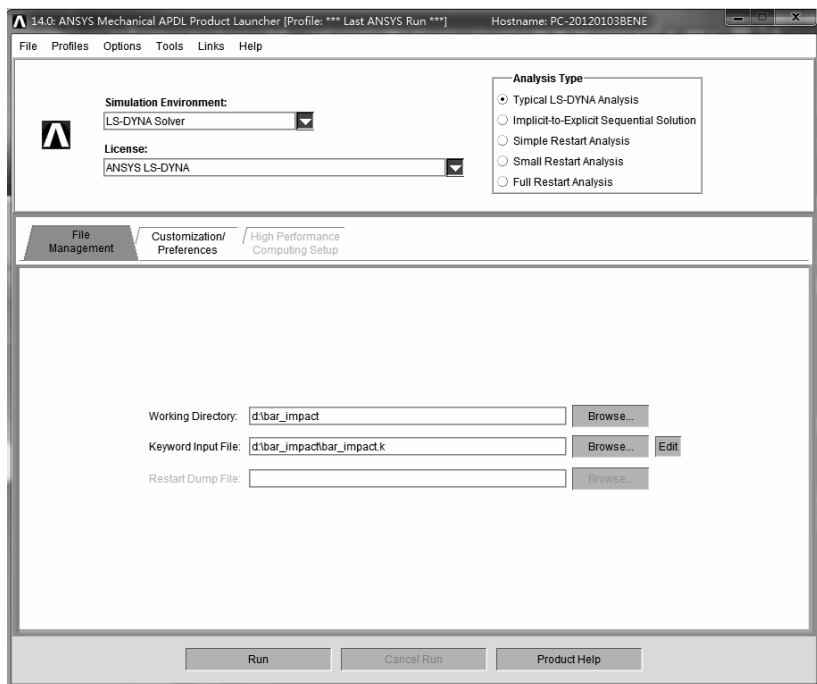 14.0: ANSYS Mechanical APDL Product Launcher [Profile: *** Last ANSYS Run ***] Hostname: PC-20120103BENE
File Profiles Options Tools Links Help
Simulation Environment:
LS-DYNA Solver
License:
ANSYS LS-DYNA
Analysis Type
Typical LS-DYNA Analysis
Implicit-to-Explicit Sequential Solution
Simple Restart Analysis
Small Restart Analysis
Full Restart Analysis
File
Management
Customization/
Preferences
High Performance
Computing Setup
Working Directory: d:\bar_impact Browse...
Keyword Input File: d:\bar_impact\bar_impact.k Browse... Edit
Restart Dump File: Browse...
Run Cancel Run Product Help